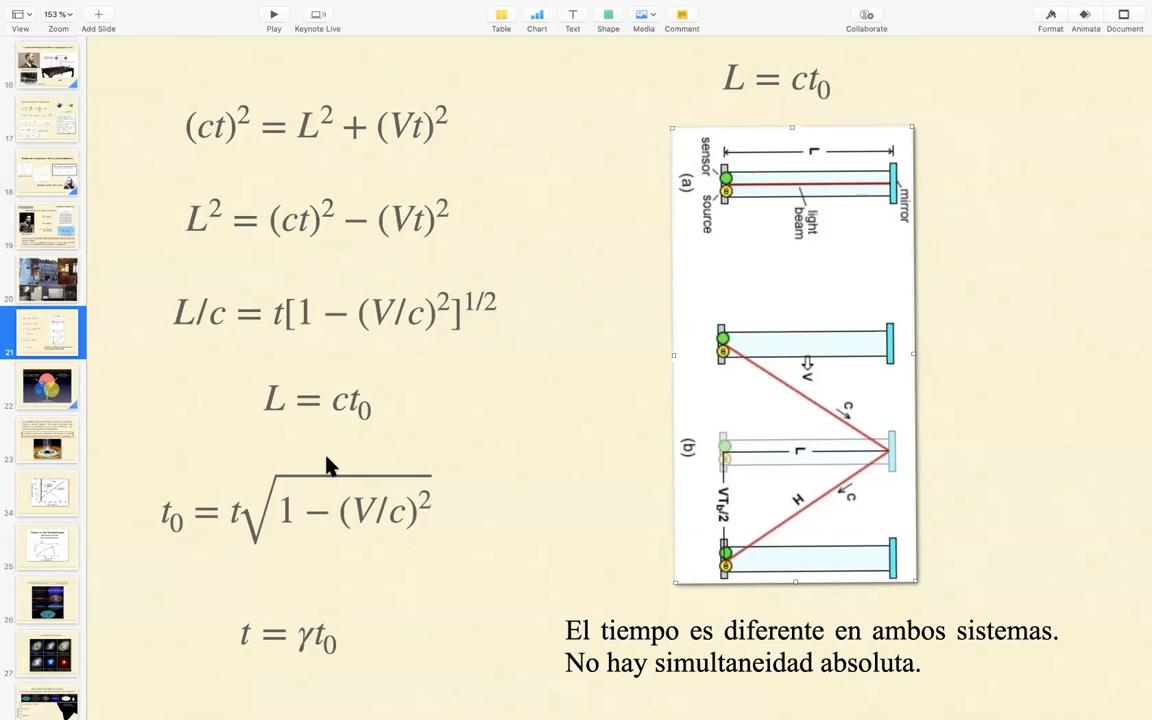 153 %
View
Zoom
Add Slide
Play
Keynote Live
Table
Chart
Text
Shape
Media
Comment
Collaborate
Format
Animate
Document
16
17
18
19
20
21
22
23
24
25
26
27
(ct)² = L² + (Vt)²
L² = (ct)² − (Vt)²
L/c = t[1 − (V/c)²]^1/2
L = ct₀
t₀ = t√1 − (V/c)²
t = γt₀
L = ct₀
sensor
source
(a)
L
light
beam
mirror
V
c
(b)
L
c
H
VT_b/2
El tiempo es diferente en ambos sistemas.
No hay simultaneidad absoluta.